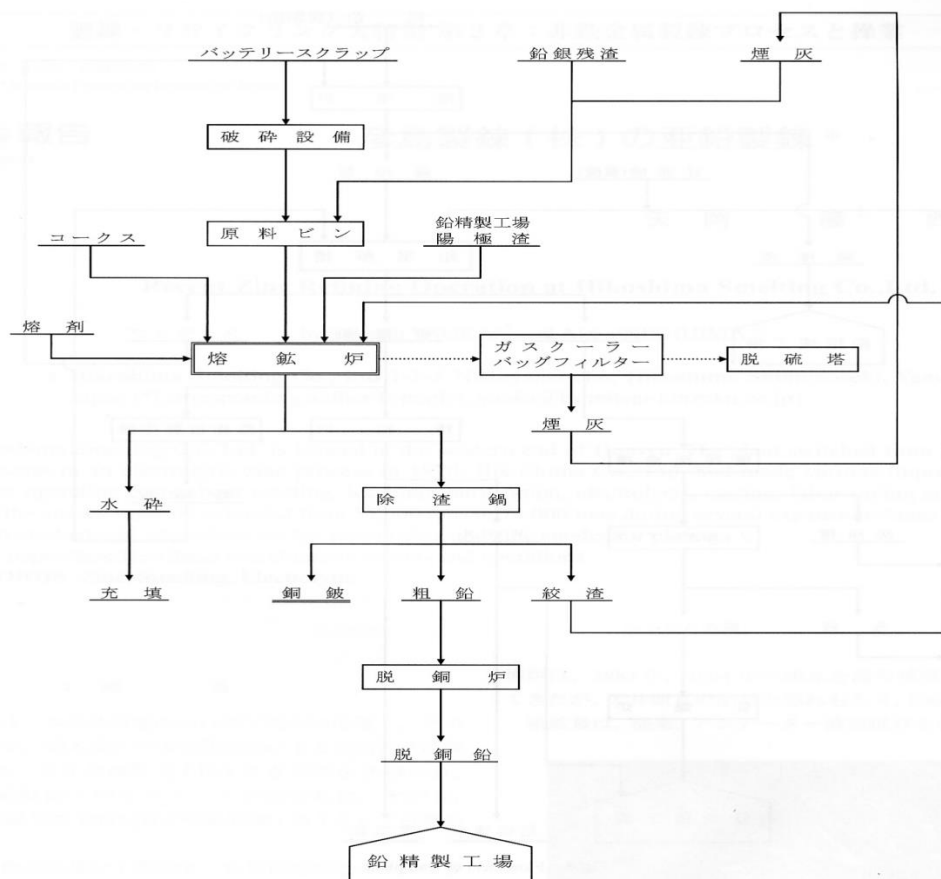 バッテリースクラップ
鉛銀残渣
煙灰
破砕設備
原料ビン
コークス
鉛精製工場
陽極渣
熔剤
熔鉱炉
ガスクーラー
バッグフィルター
脱硫塔
煙灰
水砕
除渣鍋
充填
銅鈹
粗鉛
絞渣
脱銅炉
脱銅鉛
鉛精製工場